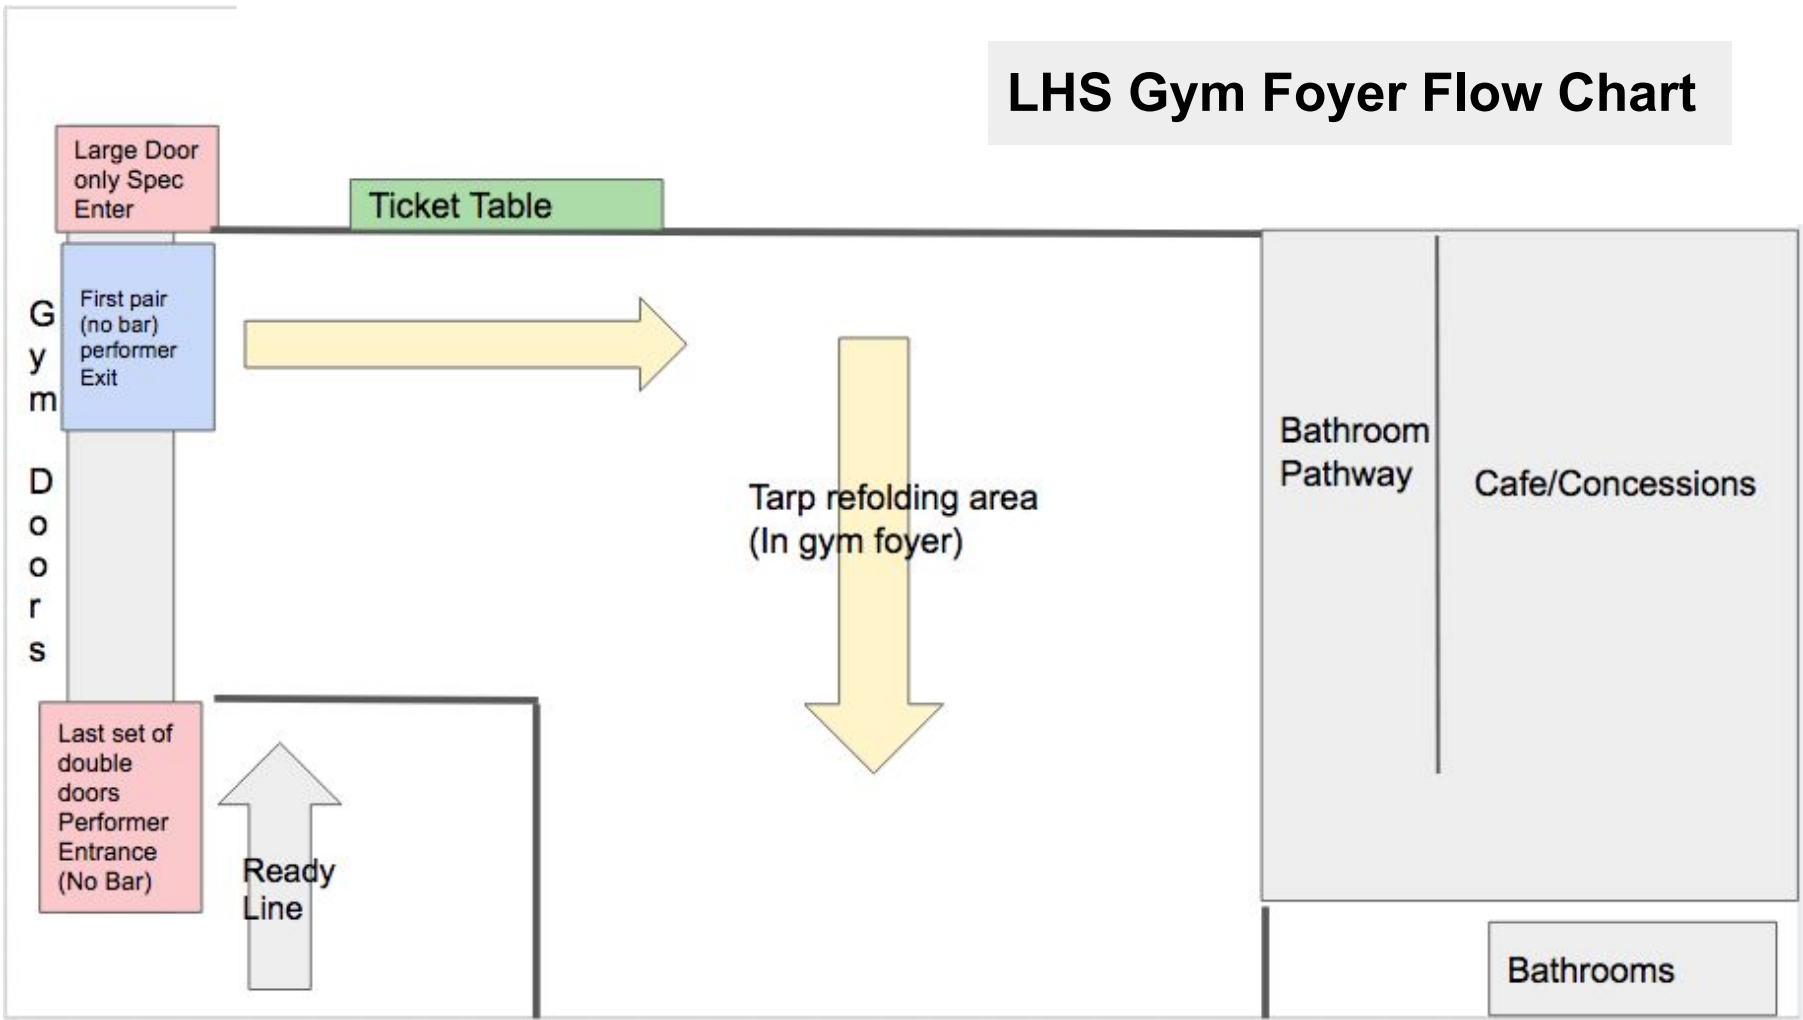 LHS Gym Foyer Flow Chart
Large Door
only Spec
Enter
Ticket Table
First pair
(no bar)
performer
Exit
G
y
m
D
o
o
r
s
Tarp refolding area
(In gym foyer)
Bathroom
Pathway
Cafe/Concessions
Last set of
double
doors
Performer
Entrance
(No Bar)
Ready
Line
Bathrooms